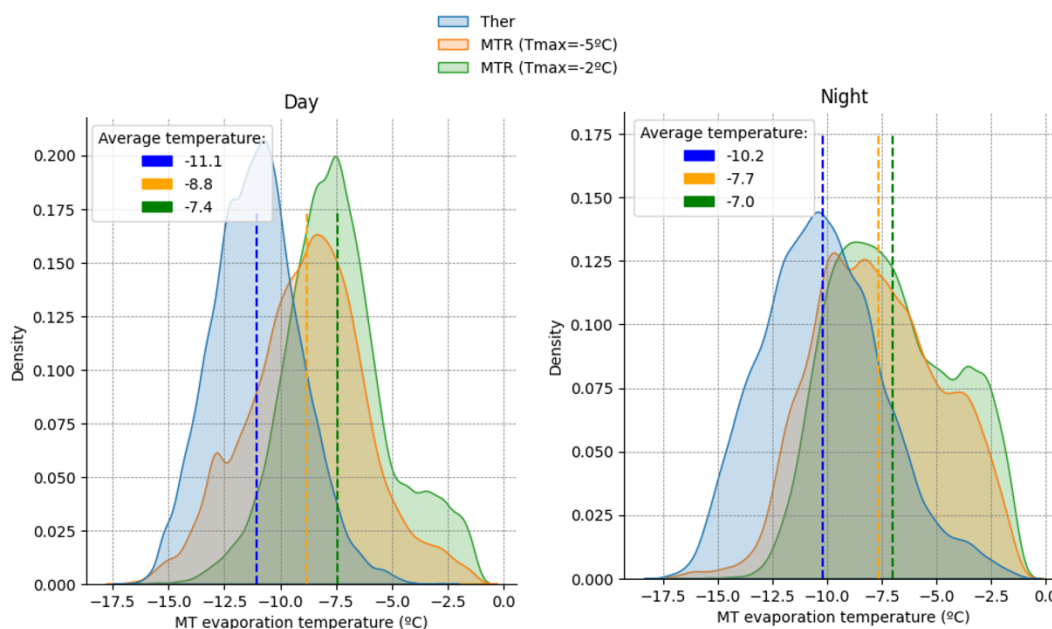 Ther
MTR (Tmax=-5ºC)
MTR (Tmax=-2ºC)
Day
Average temperature:
-11.1
-8.8
-7.4
0.200
0.175
0.150
0.125
0.100
0.075
0.050
0.025
0.000
Density
−17.5 −15.0 −12.5 −10.0 −7.5 −5.0 −2.5 0.0
MT evaporation temperature (ºC)
Night
Average temperature:
-10.2
-7.7
-7.0
0.175
0.150
0.125
0.100
0.075
0.050
0.025
0.000
Density
−17.5 −15.0 −12.5 −10.0 −7.5 −5.0 −2.5 0.0
MT evaporation temperature (ºC)